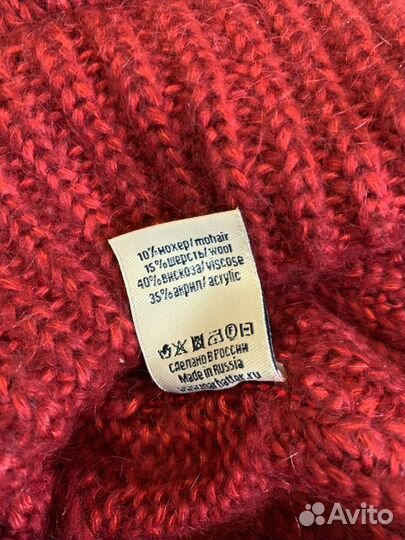 10% мохер/mohair
15% шерсть/wool
40% вискоза/viscose
35% акрил/acrylic
СДЕЛАНО В РОССИИ
Made in Russia
Avito